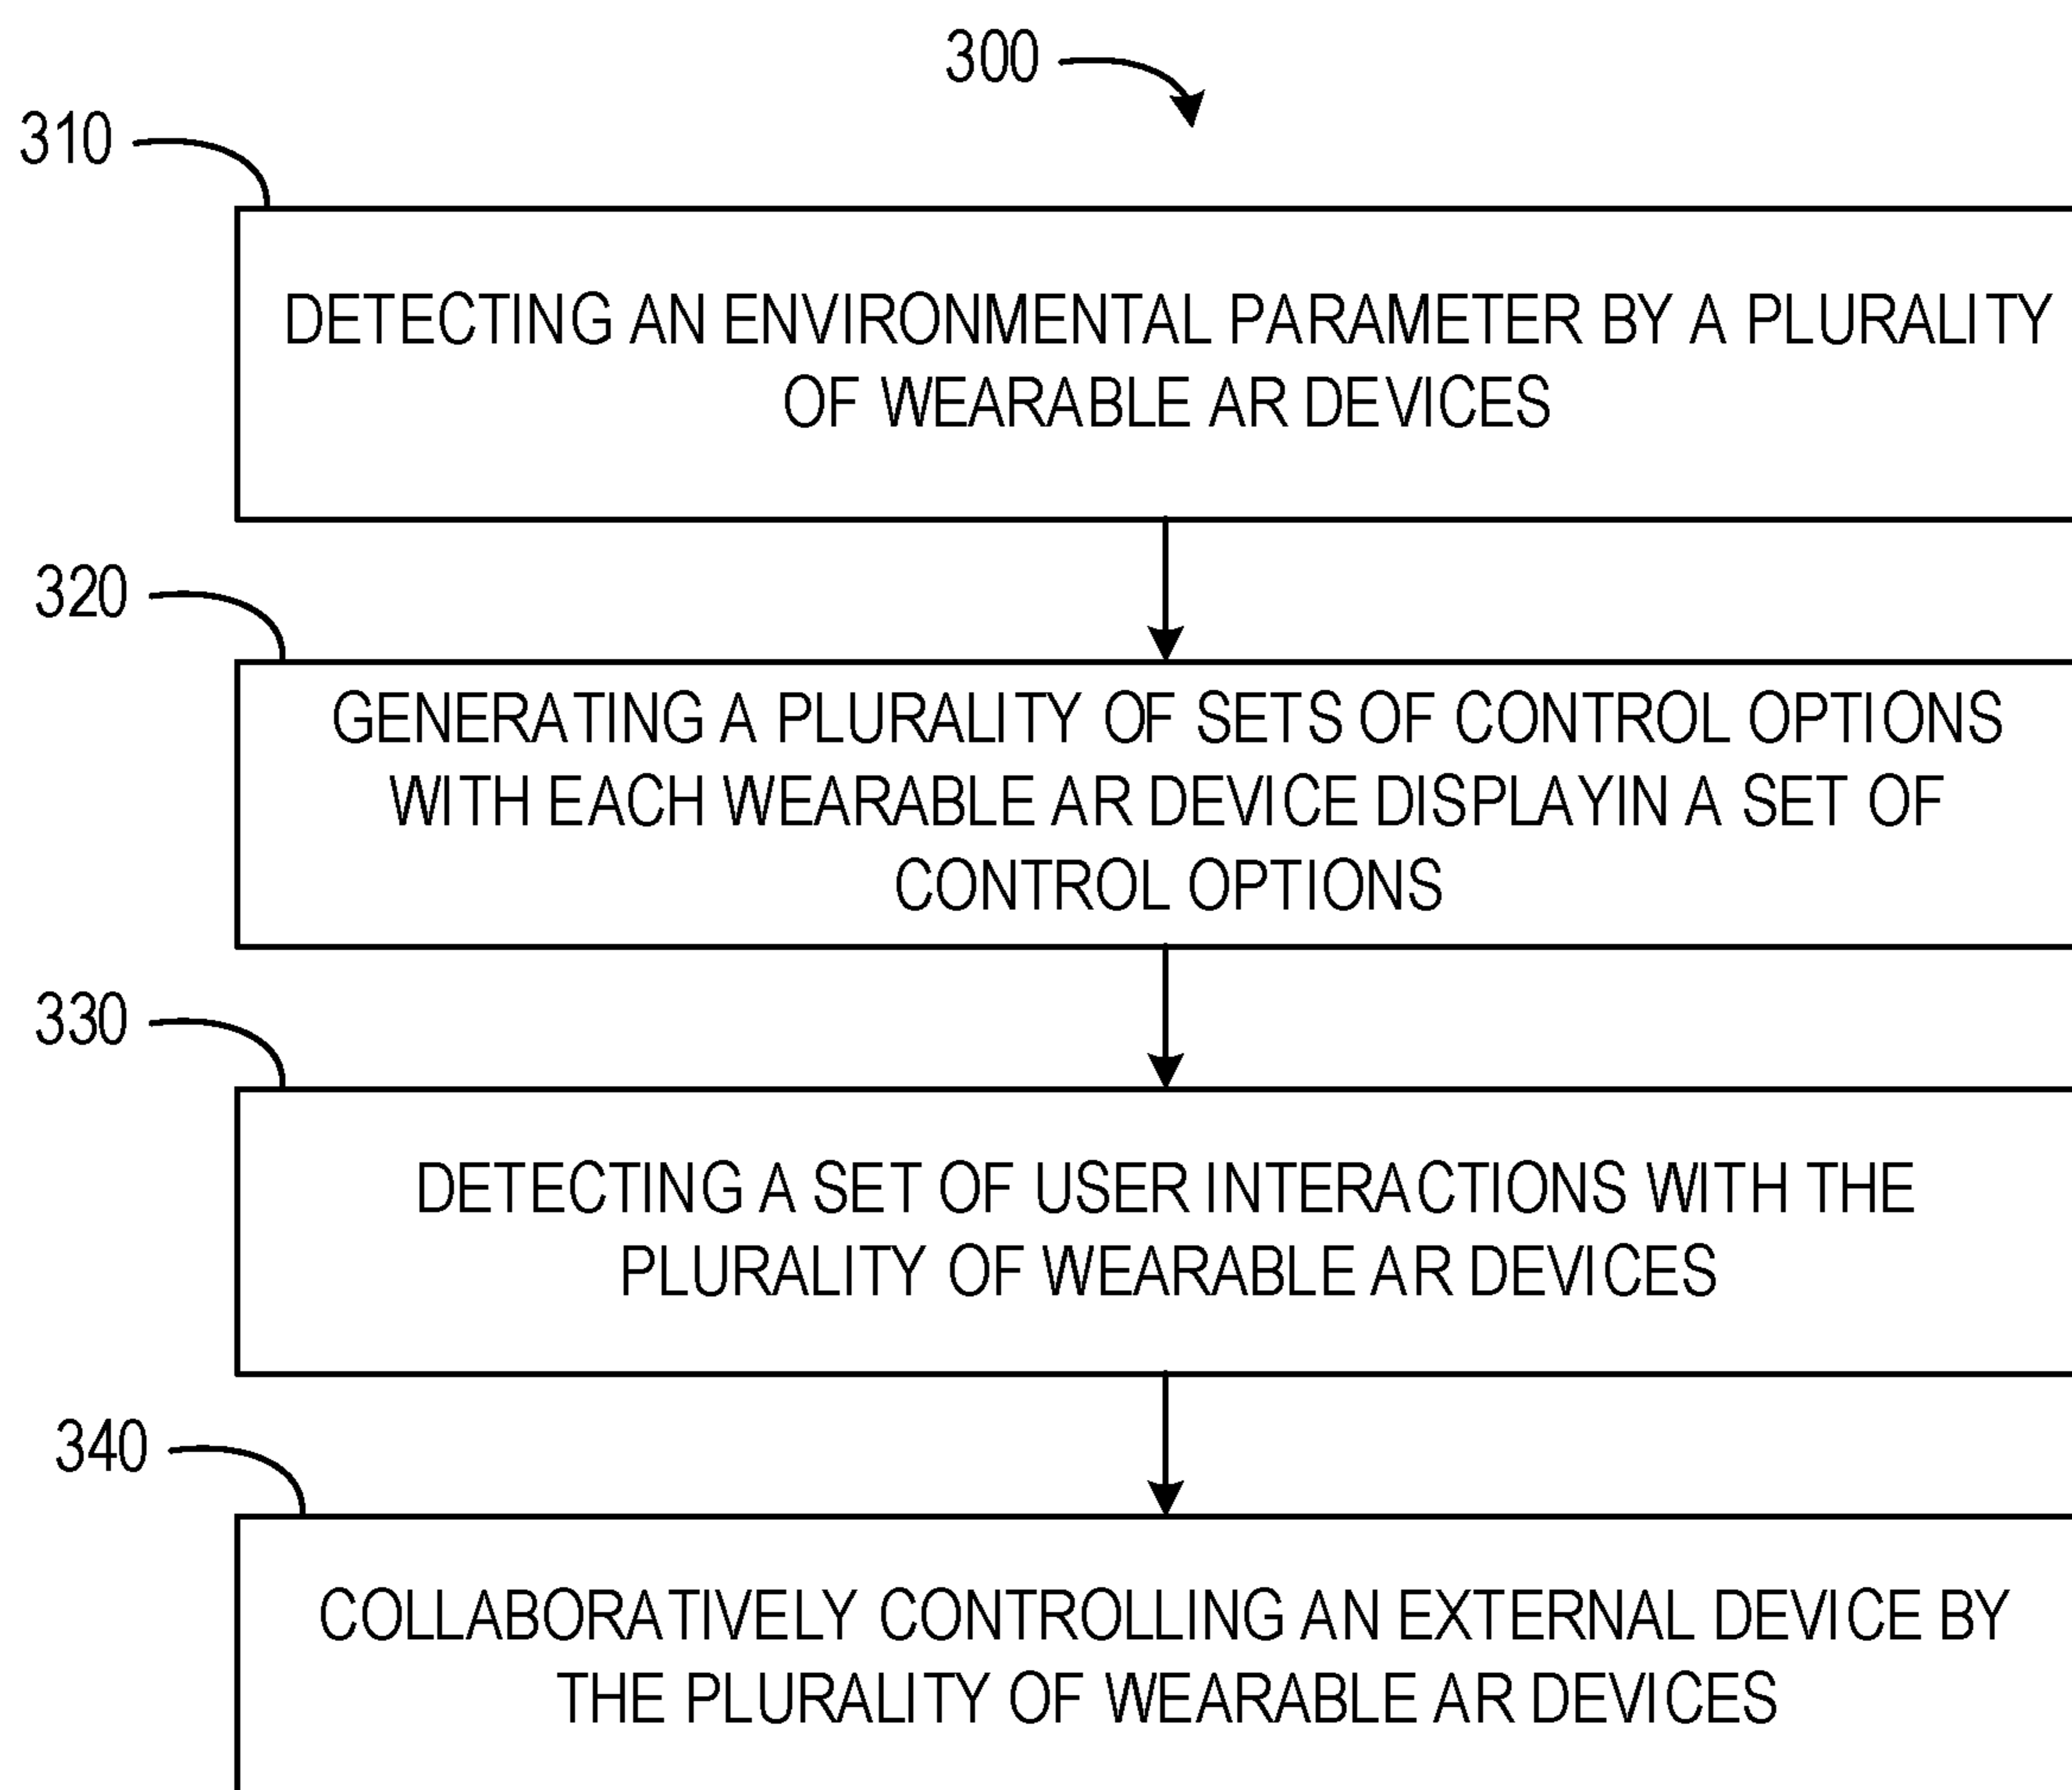 300
310
DETECTING AN ENVIRONMENTAL PARAMETER BY A PLURALITY
OF WEARABLE AR DEVICES
320
GENERATING A PLURALITY OF SETS OF CONTROL OPTIONS
WITH EACH WEARABLE AR DEVICE DISPLAYIN A SET OF
CONTROL OPTIONS
330
DETECTING A SET OF USER INTERACTIONS WITH THE
PLURALITY OF WEARABLE AR DEVICES
340
COLLABORATIVELY CONTROLLING AN EXTERNAL DEVICE BY
THE PLURALITY OF WEARABLE AR DEVICES